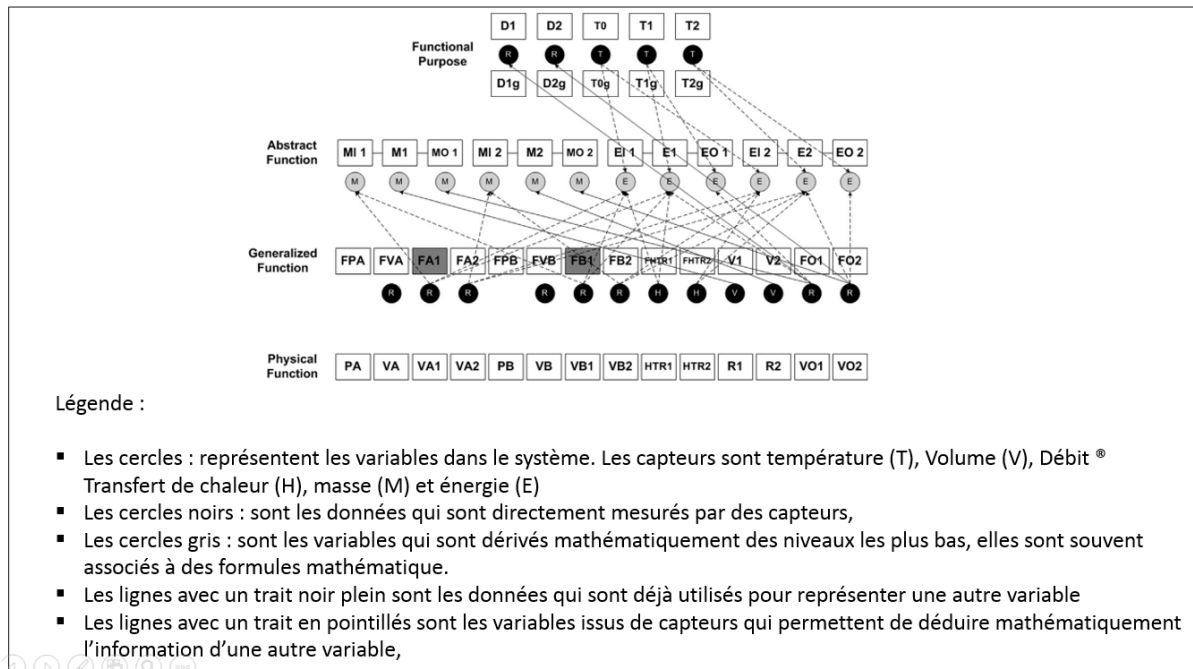 D1 D2 T0 T1 T2
Functional
Purpose
R R T T T
D1g D2g T0g T1g T2g
Abstract
Function
MI 1 M1 MO 1 MI 2 M2 MO 2 EI 1 E1 EO 1 EI 2 E2 EO 2
M M M M M M E E E E E E
Generalized
Function
FPA FVA FA1 FA2 FPB FVB FB1 FB2 FHTR1 FHTR2 V1 V2 FO1 FO2
R R R R R R H H V V R R
Physical
Function
PA VA VA1 VA2 PB VB VB1 VB2 HTR1 HTR2 R1 R2 VO1 VO2
Légende :
▪ Les cercles : représentent les variables dans le système. Les capteurs sont température (T), Volume (V), Débit ®
Transfert de chaleur (H), masse (M) et énergie (E)
▪ Les cercles noirs : sont les données qui sont directement mesurés par des capteurs,
▪ Les cercles gris : sont les variables qui sont dérivés mathématiquement des niveaux les plus bas, elles sont souvent
associés à des formules mathématique.
▪ Les lignes avec un trait noir plein sont les données qui sont déjà utilisés pour représenter une autre variable
▪ Les lignes avec un trait en pointillés sont les variables issus de capteurs qui permettent de déduire mathématiquement
l’information d’une autre variable,